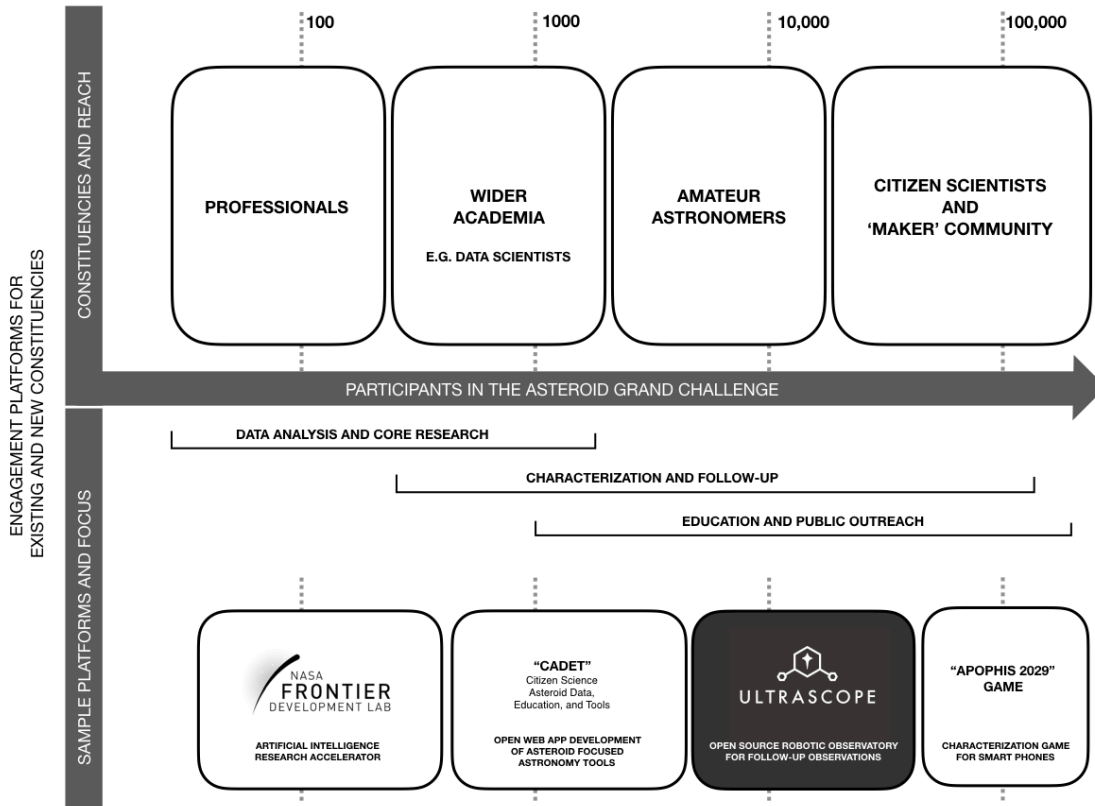 ENGAGEMENT PLATFORMS FOR
EXISTING AND NEW CONSTITUENCIES
CONSTITUENCIES AND REACH
100
1000
10,000
100,000
PROFESSIONALS
WIDER
ACADEMIA
E.G. DATA SCIENTISTS
AMATEUR
ASTRONOMERS
CITIZEN SCIENTISTS
AND
‘MAKER’ COMMUNITY
PARTICIPANTS IN THE ASTEROID GRAND CHALLENGE
SAMPLE PLATFORMS AND FOCUS
DATA ANALYSIS AND CORE RESEARCH
CHARACTERIZATION AND FOLLOW-UP
EDUCATION AND PUBLIC OUTREACH
NASA
FRONTIER
DEVELOPMENT LAB
ARTIFICIAL INTELLIGENCE
RESEARCH ACCELERATOR
“CADET”
Citizen Science
Asteroid Data,
Education, and Tools
OPEN WEB APP DEVELOPMENT
OF ASTEROID FOCUSED
ASTRONOMY TOOLS
ULTRASCOPE
OPEN SOURCE ROBOTIC OBSERVATORY
FOR FOLLOW-UP OBSERVATIONS
“APOPHIS 2029”
GAME
CHARACTERIZATION GAME
FOR SMART PHONES